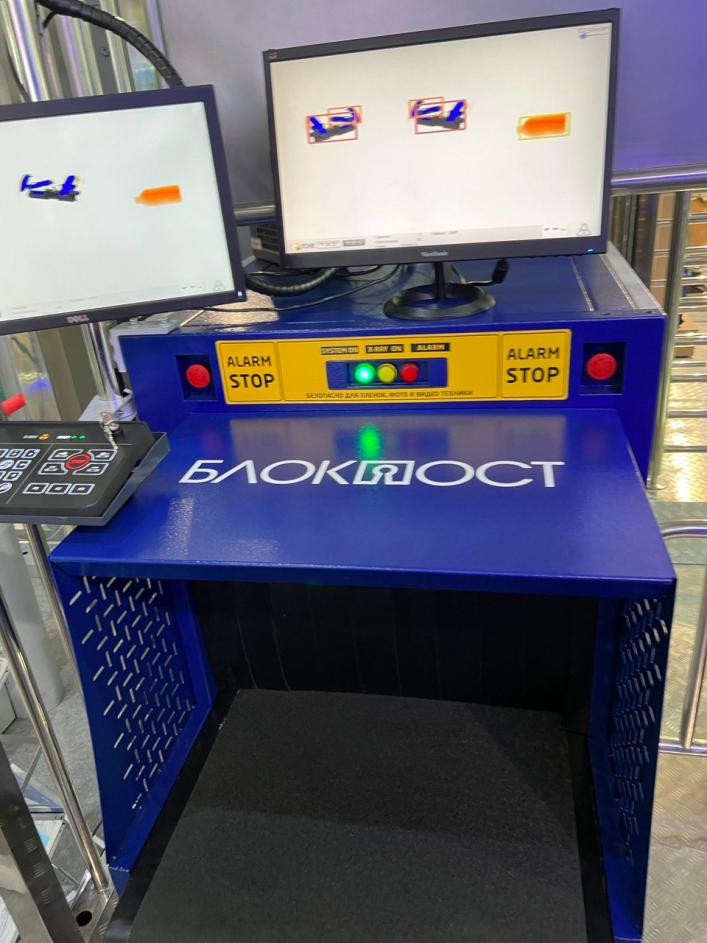 ViewSonic
DELL
SYSTEM ON X-RAY ON ALARM
ALARM
STOP
ALARM
STOP
БЕЗОПАСНО ДЛЯ ПЛЕНОК, ФОТО И ВИДЕО ТЕХНИКИ
БЛОКПОСТ